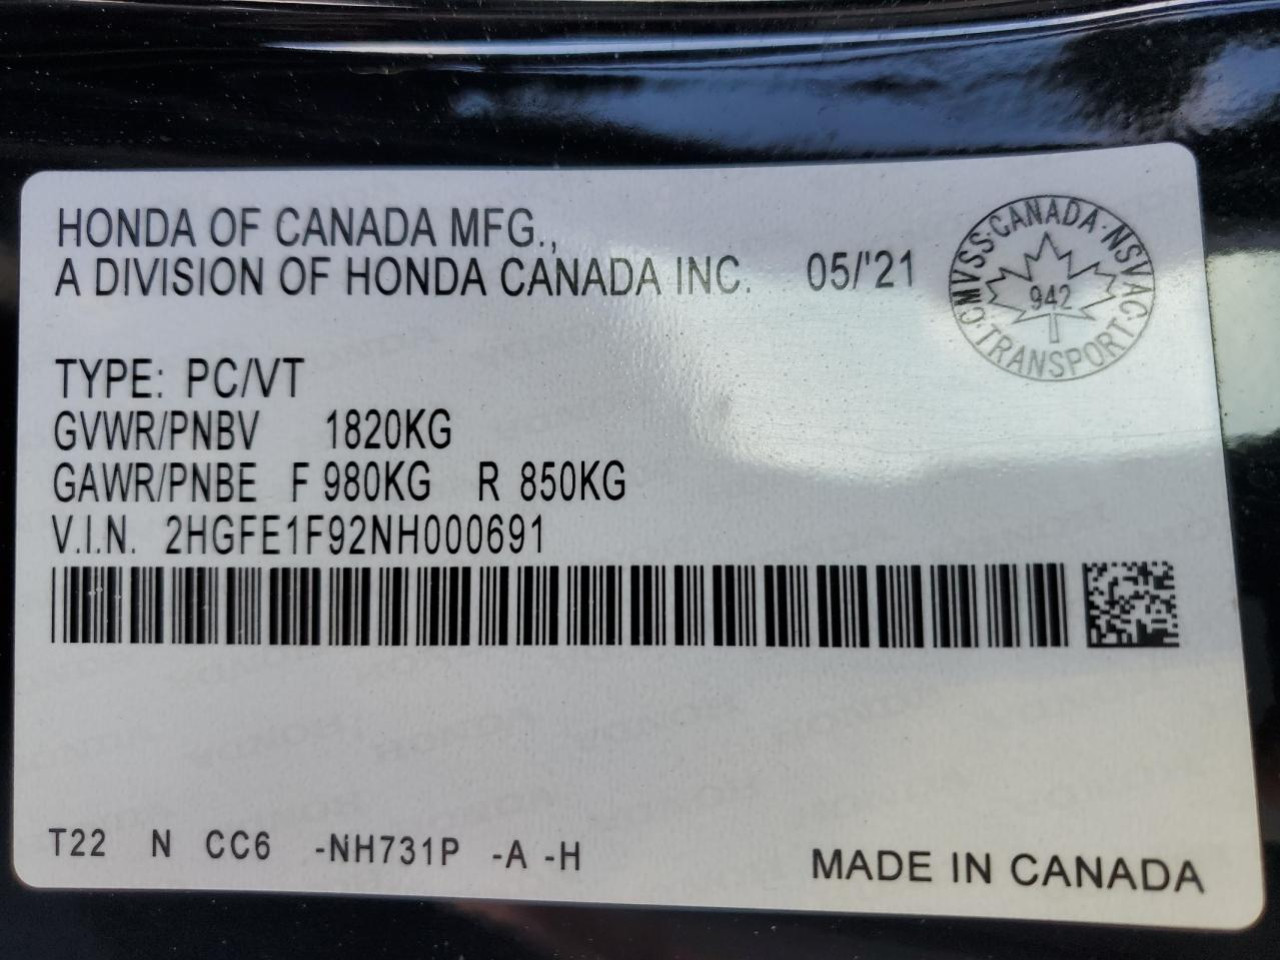 HONDA OF CANADA MFG.,
A DIVISION OF HONDA CANADA INC. 05/'21
CMVSS·CANADA·NSVAC·TRANSPORT
942
TYPE: PC/VT
GVWR/PNBV 1820KG
GAWR/PNBE F 980KG R 850KG
V.I.N. 2HGFE1F92NH000691
T22 N CC6 -NH731P -A -H
MADE IN CANADA